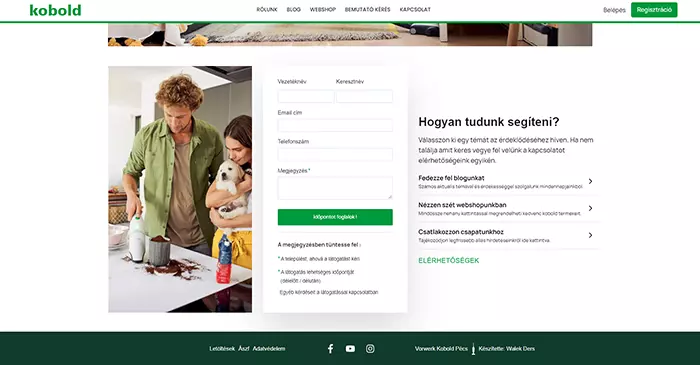 kobold
RÓLUNK BLOG WEBSHOP BEMUTATÓ KÉRÉS KAPCSOLAT
Belépés Regisztráció
Vezetéknév Keresztnév
Email cím
Telefonszám
Megjegyzés *
Időpontot foglalok!
A megjegyzésben tüntesse fel :
* A települést, ahová a látogatást kéri
* A látogatás lehetséges időpontját
(délelőtt / délután)
Egyéb kérdéseit a látogatással kapcsolatban
Hogyan tudunk segíteni?
Válasszon ki egy témát az érdeklődéséhez híven. Ha nem
találja amit keres vegye fel velünk a kapcsolatot
elérhetőségeink egyikén.
Fedezze fel blogunkat
Számos aktuális témával és érdekességgel szolgálunk mindennapjainkból.
Nézzen szét webshopunkban
Mindössze néhány kattintással megrendelheti kedvenc kobold termékeit.
Csatlakozzon csapatunkhoz
Tájékozódjon legfrissebb állás hirdetéseinkről ide kattintva
ELÉRHETŐSÉGEK
Letöltések Ászf Adatvédelem
Vorwerk Kobold Pécs Készítette: Walek Ders